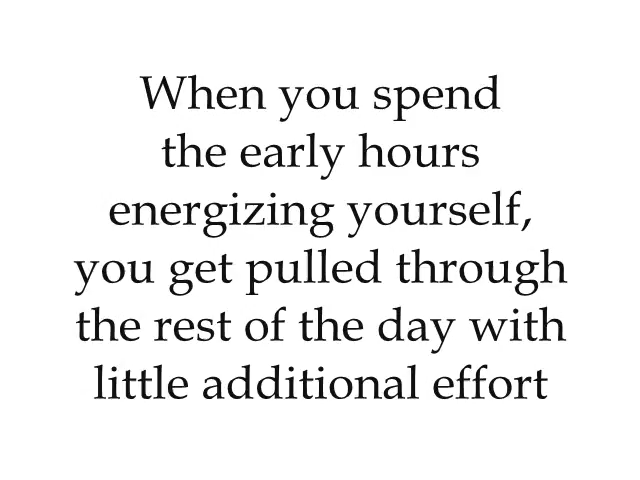 When you spend
the early hours
energizing yourself,
you get pulled through
the rest of the day with
little additional effort